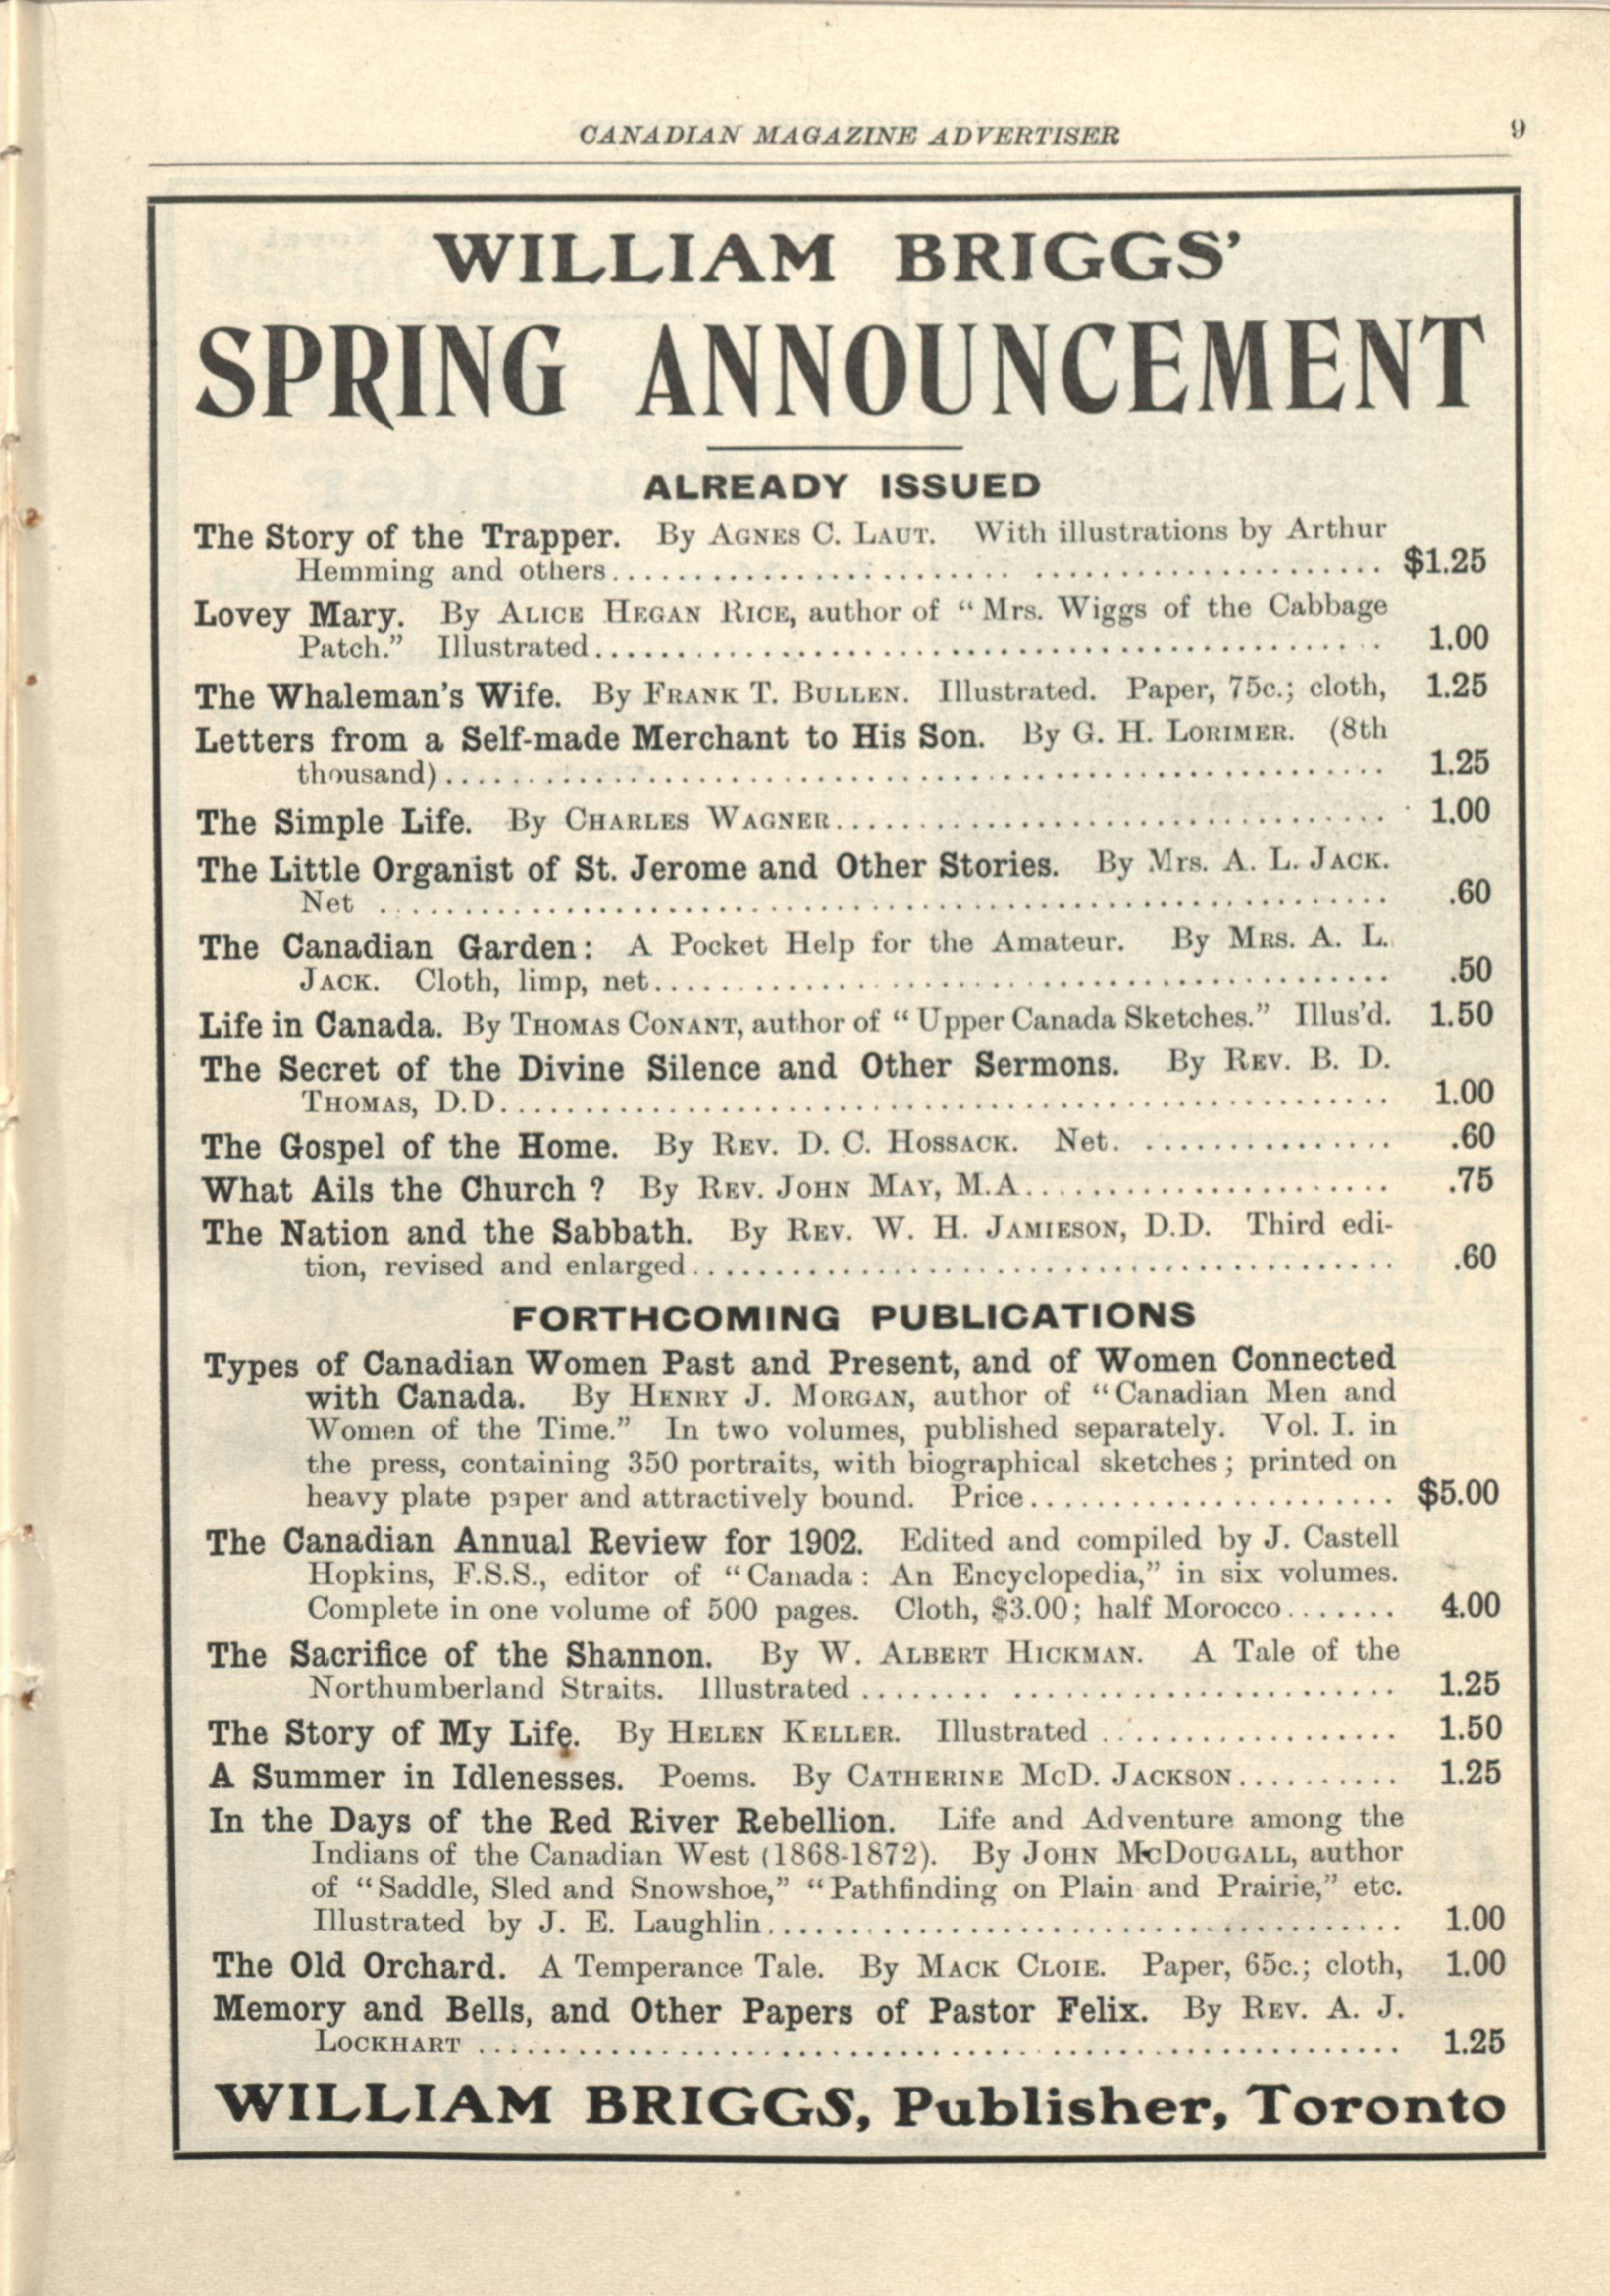 CANADIAN MAGAZINE ADVERTISER 9
WILLIAM BRIGGS'
SPRING ANNOUNCEMENT
ALREADY ISSUED
The Story of the Trapper. By AGNES C. LAUT. With illustrations by Arthur
Hemming and others........................................ $1.25
Lovey Mary. By ALICE HEGAN RICE, author of "Mrs. Wiggs of the Cabbage
Patch." Illustrated........................................ 1.00
The Whaleman's Wife. By FRANK T. BULLEN. Illustrated. Paper, 75c.; cloth, 1.25
Letters from a Self-made Merchant to His Son. By G. H. LORIMER. (8th
thousand)........................................ 1.25
The Simple Life. By CHARLES WAGNER........................................ 1.00
The Little Organist of St. Jerome and Other Stories. By Mrs. A. L. JACK.
Net ........................................ .60
The Canadian Garden: A Pocket Help for the Amateur. By MRS. A. L.
JACK. Cloth, limp, net........................................ .50
Life in Canada. By THOMAS CONANT, author of "Upper Canada Sketches." Illus'd. 1.50
The Secret of the Divine Silence and Other Sermons. By REV. B. D.
THOMAS, D.D........................................ 1.00
The Gospel of the Home. By REV. D. C. HOSSACK. Net. ............... .60
What Ails the Church? By REV. JOHN MAY, M.A...................... .75
The Nation and the Sabbath. By REV. W. H. JAMIESON, D.D. Third edi-
tion, revised and enlarged........................................ .60
FORTHCOMING PUBLICATIONS
Types of Canadian Women Past and Present, and of Women Connected
with Canada. By HENRY J. MORGAN, author of "Canadian Men and
Women of the Time." In two volumes, published separately. Vol. I. in
the press, containing 350 portraits, with biographical sketches; printed on
heavy plate paper and attractively bound. Price...................... $5.00
The Canadian Annual Review for 1902. Edited and compiled by J. Castell
Hopkins, F.S.S., editor of "Canada: An Encyclopedia," in six volumes.
Complete in one volume of 500 pages. Cloth, $3.00; half Morocco....... 4.00
The Sacrifice of the Shannon. By W. ALBERT HICKMAN. A Tale of the
Northumberland Straits. Illustrated .............................. 1.25
The Story of My Life. By HELEN KELLER. Illustrated .................. 1.50
A Summer in Idlenesses. Poems. By CATHERINE McD. JACKSON.......... 1.25
In the Days of the Red River Rebellion. Life and Adventure among the
Indians of the Canadian West (1868-1872). By JOHN McDOUGALL, author
of "Saddle, Sled and Snowshoe," "Pathfinding on Plain and Prairie," etc.
Illustrated by J. E. Laughlin........................................ 1.00
The Old Orchard. A Temperance Tale. By MACK CLOIE. Paper, 65c.; cloth, 1.00
Memory and Bells, and Other Papers of Pastor Felix. By REV. A. J.
LOCKHART ........................................ 1.25
WILLIAM BRIGGS, Publisher, Toronto